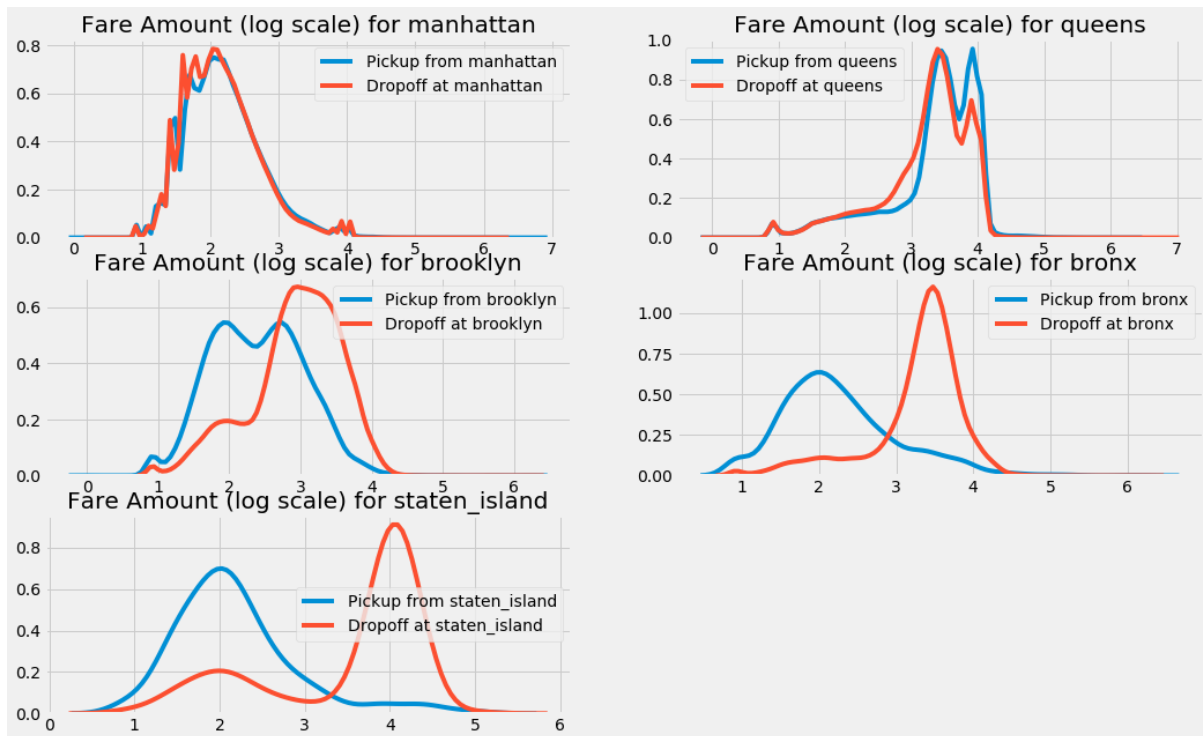 Fare Amount (log scale) for manhattan
0.8
0.6
0.4
0.2
0.0
Pickup from manhattan
Dropoff at manhattan
0 1 2 3 4 5 6 7
Fare Amount (log scale) for queens
1.0
0.8
0.6
0.4
0.2
0.0
Pickup from queens
Dropoff at queens
0 1 2 3 4 5 6 7
Fare Amount (log scale) for brooklyn
0.6
0.4
0.2
0.0
Pickup from brooklyn
Dropoff at brooklyn
0 1 2 3 4 5 6
Fare Amount (log scale) for bronx
1.00
0.75
0.50
0.25
0.00
Pickup from bronx
Dropoff at bronx
1 2 3 4 5 6
Fare Amount (log scale) for staten_island
0.8
0.6
0.4
0.2
0.0
Pickup from staten_island
Dropoff at staten_island
0 1 2 3 4 5 6